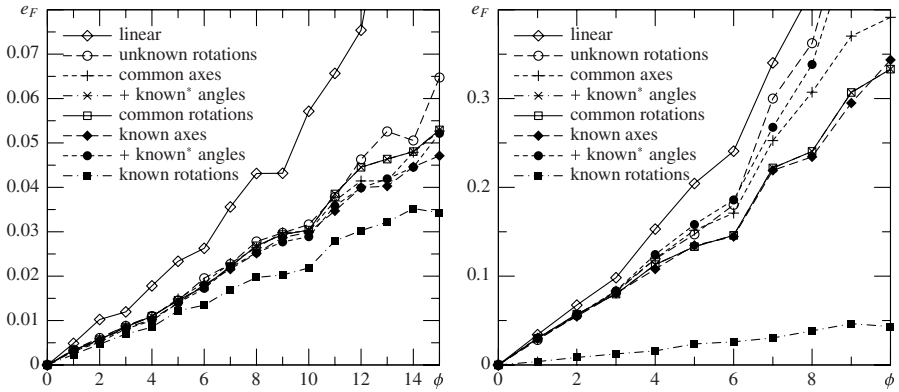 e_F
0.07
0.06
0.05
0.04
0.03
0.02
0.01
0
linear
unknown rotations
common axes
+ known* angles
common rotations
known axes
+ known* angles
known rotations
0 2 4 6 8 10 12 14 ϕ
e_F
0.3
0.2
0.1
0
linear
unknown rotations
common axes
+ known* angles
common rotations
known axes
+ known* angles
known rotations
0 2 4 6 8 ϕ